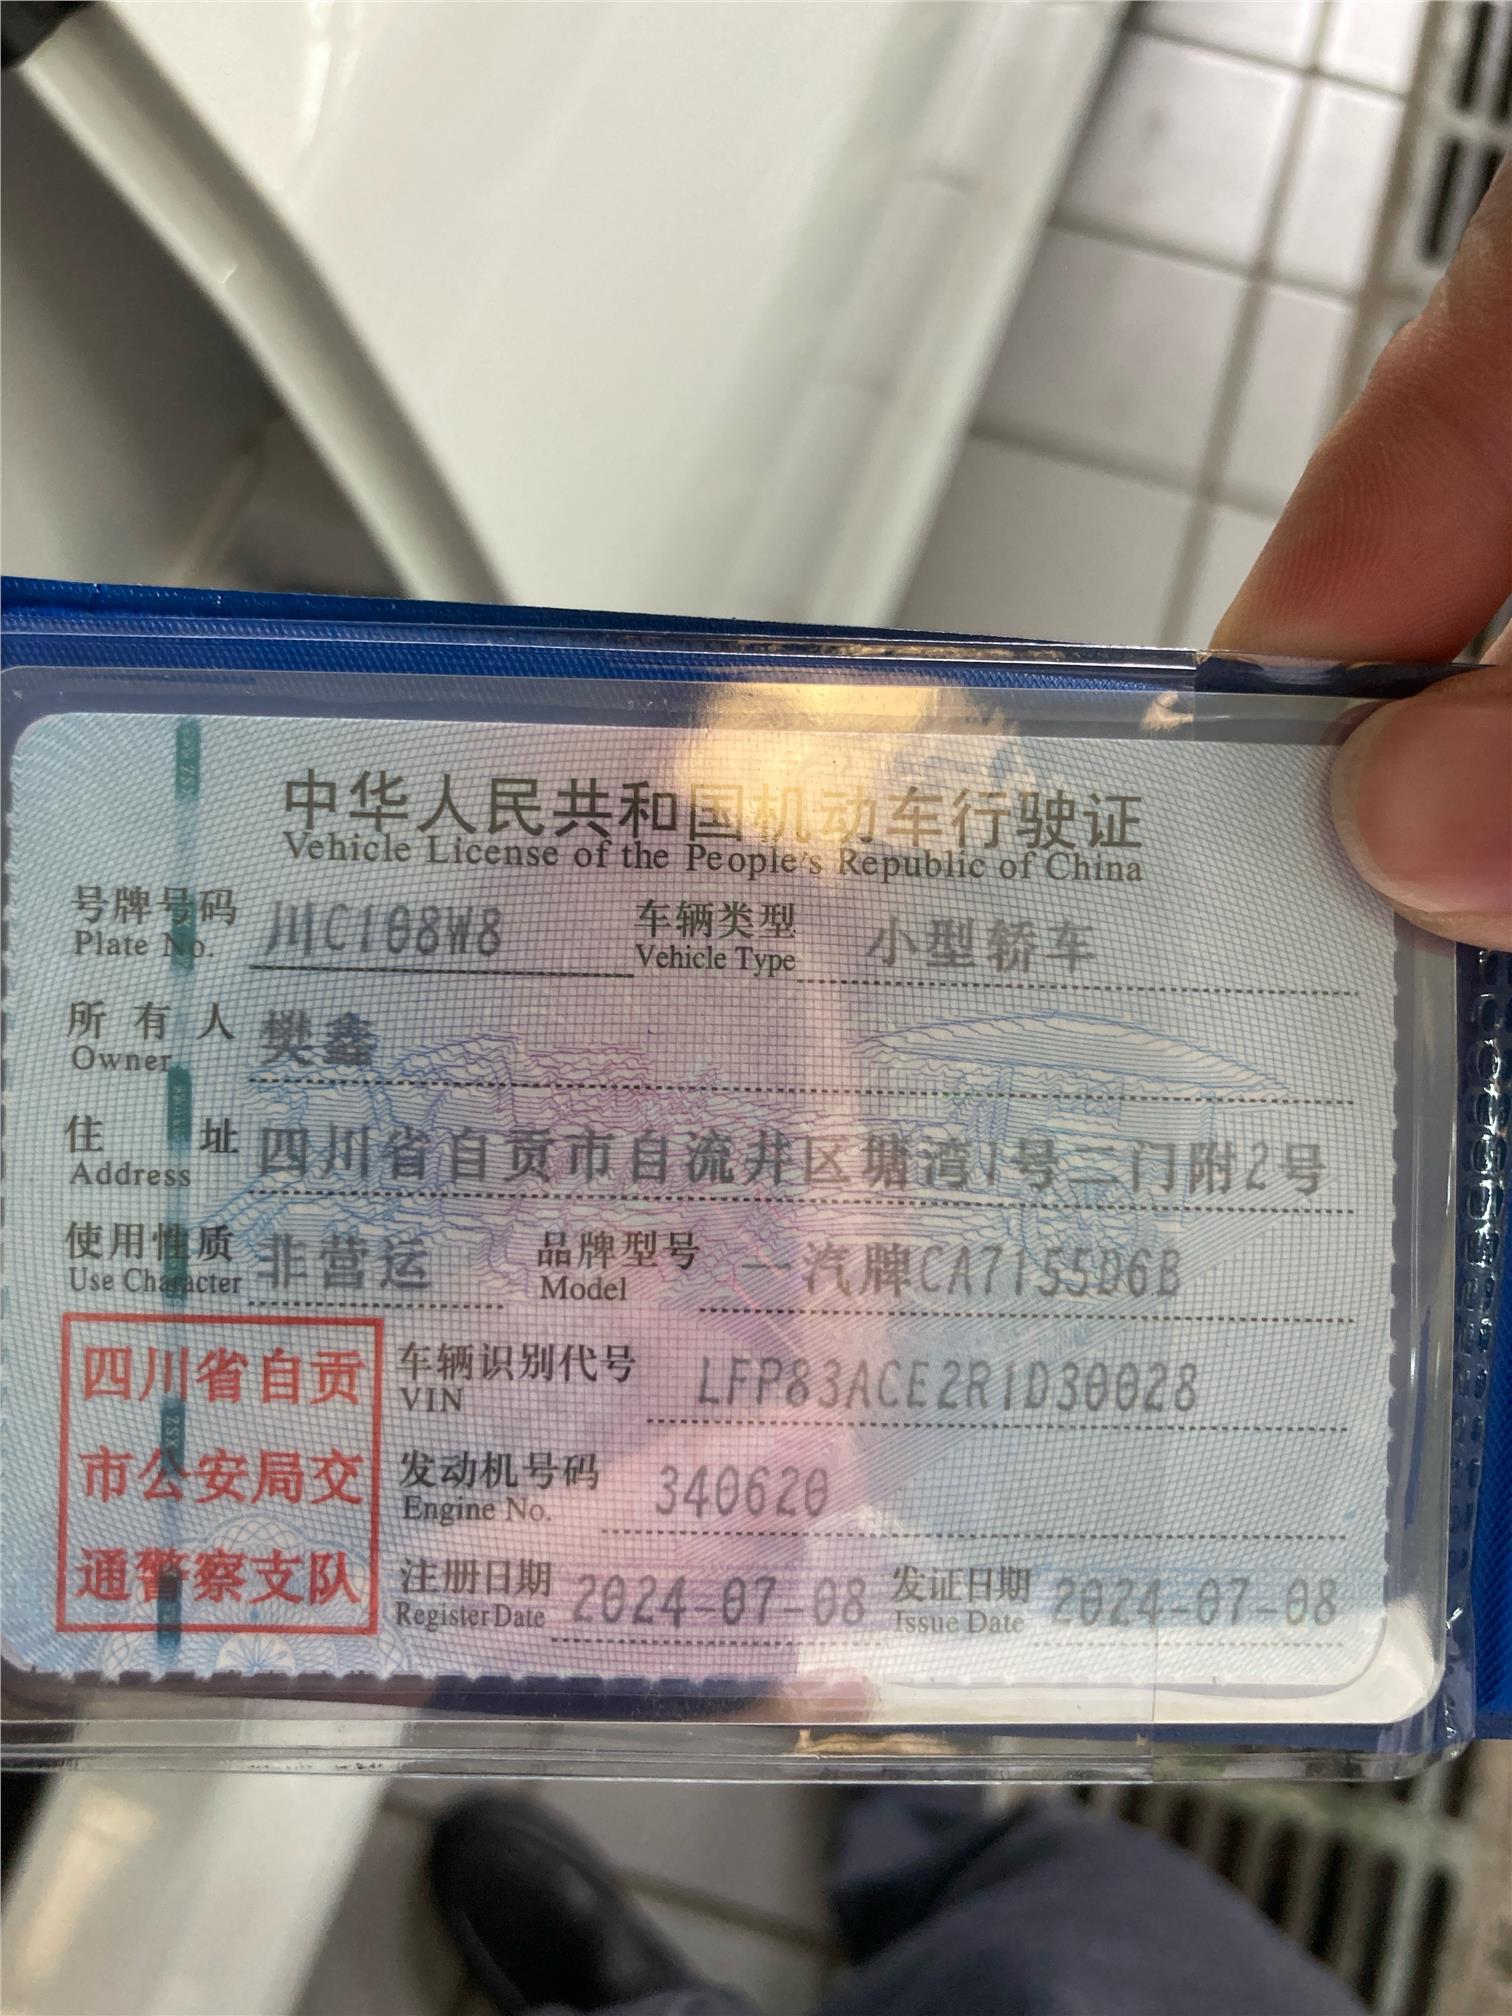 中华人民共和国机动车行驶证
Vehicle License of the People's Republic of China
号牌号码 川C108W8 车辆类型 小型轿车
Plate No. Vehicle Type
所有人 樊鑫
Owner
住址 四川省自贡市自流井区塘湾1号二门附2号
Address
使用性质 非营运 品牌型号 一汽牌CA7155D6B
Use Character Model
四川省自贡
市公安局交
通警察支队
车辆识别代号 LFP83ACE2R1D30028
VIN
发动机号码 340620
Engine No.
注册日期 2024-07-08 发证日期 2024-07-08
Register Date Issue Date